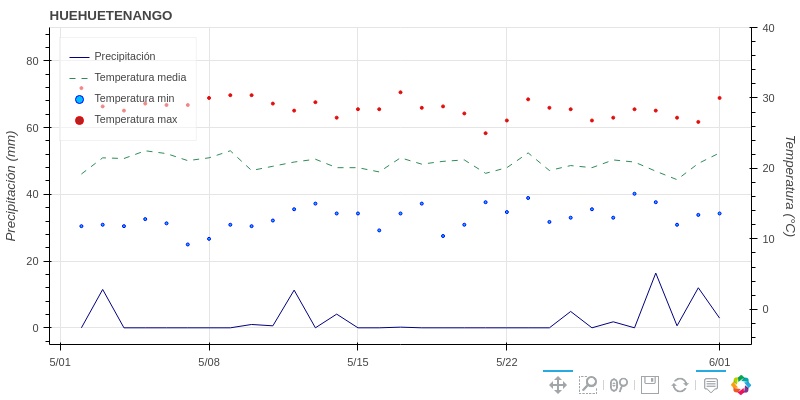 HUEHUETENANGO
Precipitación
Temperatura media
Temperatura min
Temperatura max
Precipitación (mm)
80
60
40
20
0
Temperatura (°C)
40
30
20
10
0
5/01
5/08
5/15
5/22
6/01